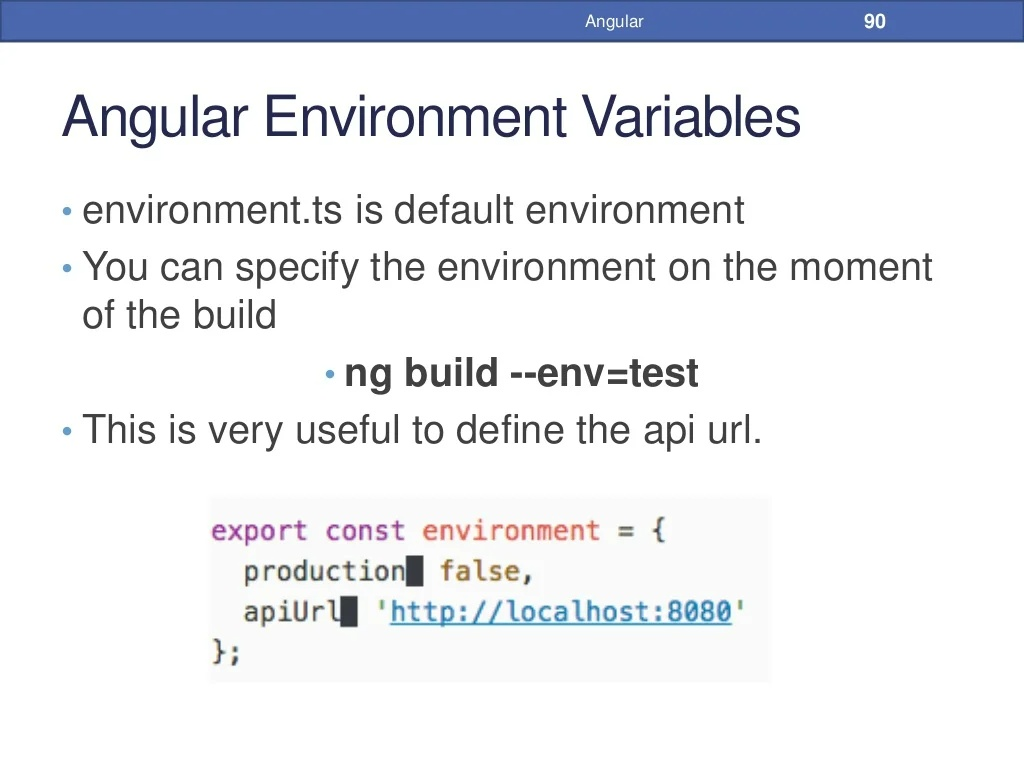 Angular 90
Angular Environment Variables
• environment.ts is default environment
• You can specify the environment on the moment
of the build
• ng build --env=test
• This is very useful to define the api url.
export const environment = {
production█ false,
apiUrl█ 'http://localhost:8080'
};